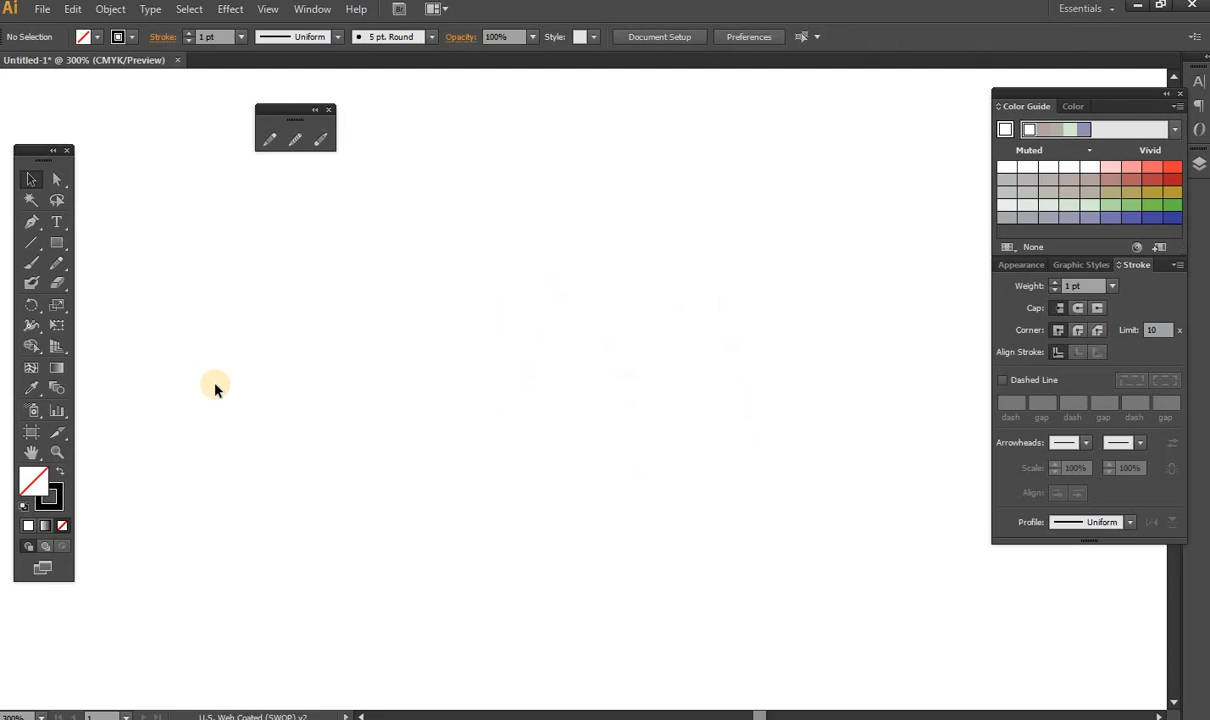 Ai File Edit Object Type Select Effect View Window Help Br Essentials
No Selection Stroke: 1 pt Uniform 5 pt. Round Opacity: 100% Style: Document Setup Preferences
Untitled-1* @ 300% (CMYK/Preview)
Color Guide Color
Muted Vivid
None
Appearance Graphic Styles Stroke
Weight: 1 pt
Cap:
Corner: Limit: 10 x
Align Stroke:
Dashed Line
dash gap dash gap dash gap
Arrowheads:
Scale: 100% 100%
Align:
Profile: Uniform
300% 1 U.S. Web Coated (SWOP) v2